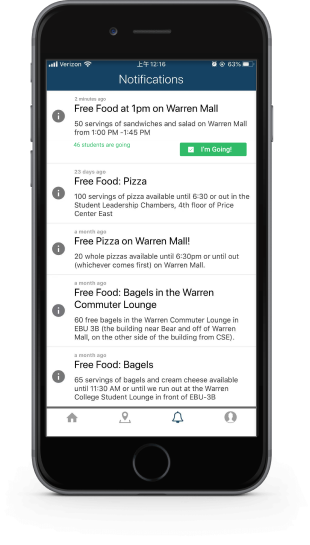 Verizon 上午12:16 63%
Notifications
2 minutes ago
Free Food at 1pm on Warren Mall
50 servings of sandwiches and salad on Warren Mall
from 1:00 PM -1:45 PM
46 students are going
I'm Going!
23 days ago
Free Food: Pizza
100 servings of pizza available until 6:30 or out in the
Student Leadership Chambers, 4th floor of Price
Center East
a month ago
Free Pizza on Warren Mall!
20 whole pizzas available until 6:30pm or until out
(whichever comes first) on Warren Mall.
a month ago
Free Food: Bagels in the Warren
Commuter Lounge
60 free bagels in the Warren Commuter Lounge in
EBU 3B (the building near Bear and off of Warren
Mall, on the other side of the building from CSE).
a month ago
Free Food: Bagels
65 servings of bagels and cream cheese available
until 11:30 AM or until we run out at the Warren
College Student Lounge in front of EBU-3B